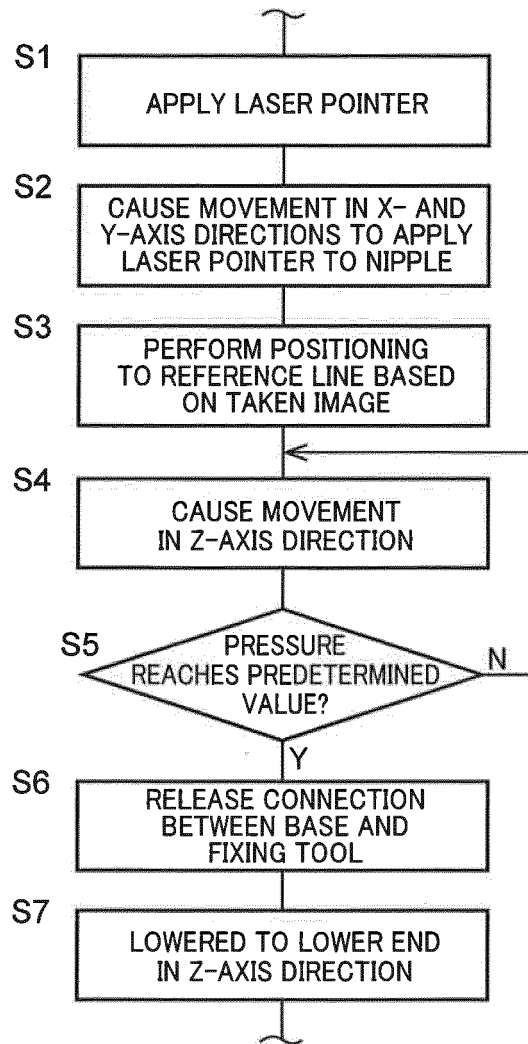 S1
APPLY LASER POINTER
S2
CAUSE MOVEMENT IN X- AND
Y-AXIS DIRECTIONS TO APPLY
LASER POINTER TO NIPPLE
S3
PERFORM POSITIONING
TO REFERENCE LINE BASED
ON TAKEN IMAGE
S4
CAUSE MOVEMENT
IN Z-AXIS DIRECTION
S5
PRESSURE
REACHES PREDETERMINED
VALUE?
N
Y
S6
RELEASE CONNECTION
BETWEEN BASE AND
FIXING TOOL
S7
LOWERED TO LOWER END
IN Z-AXIS DIRECTION